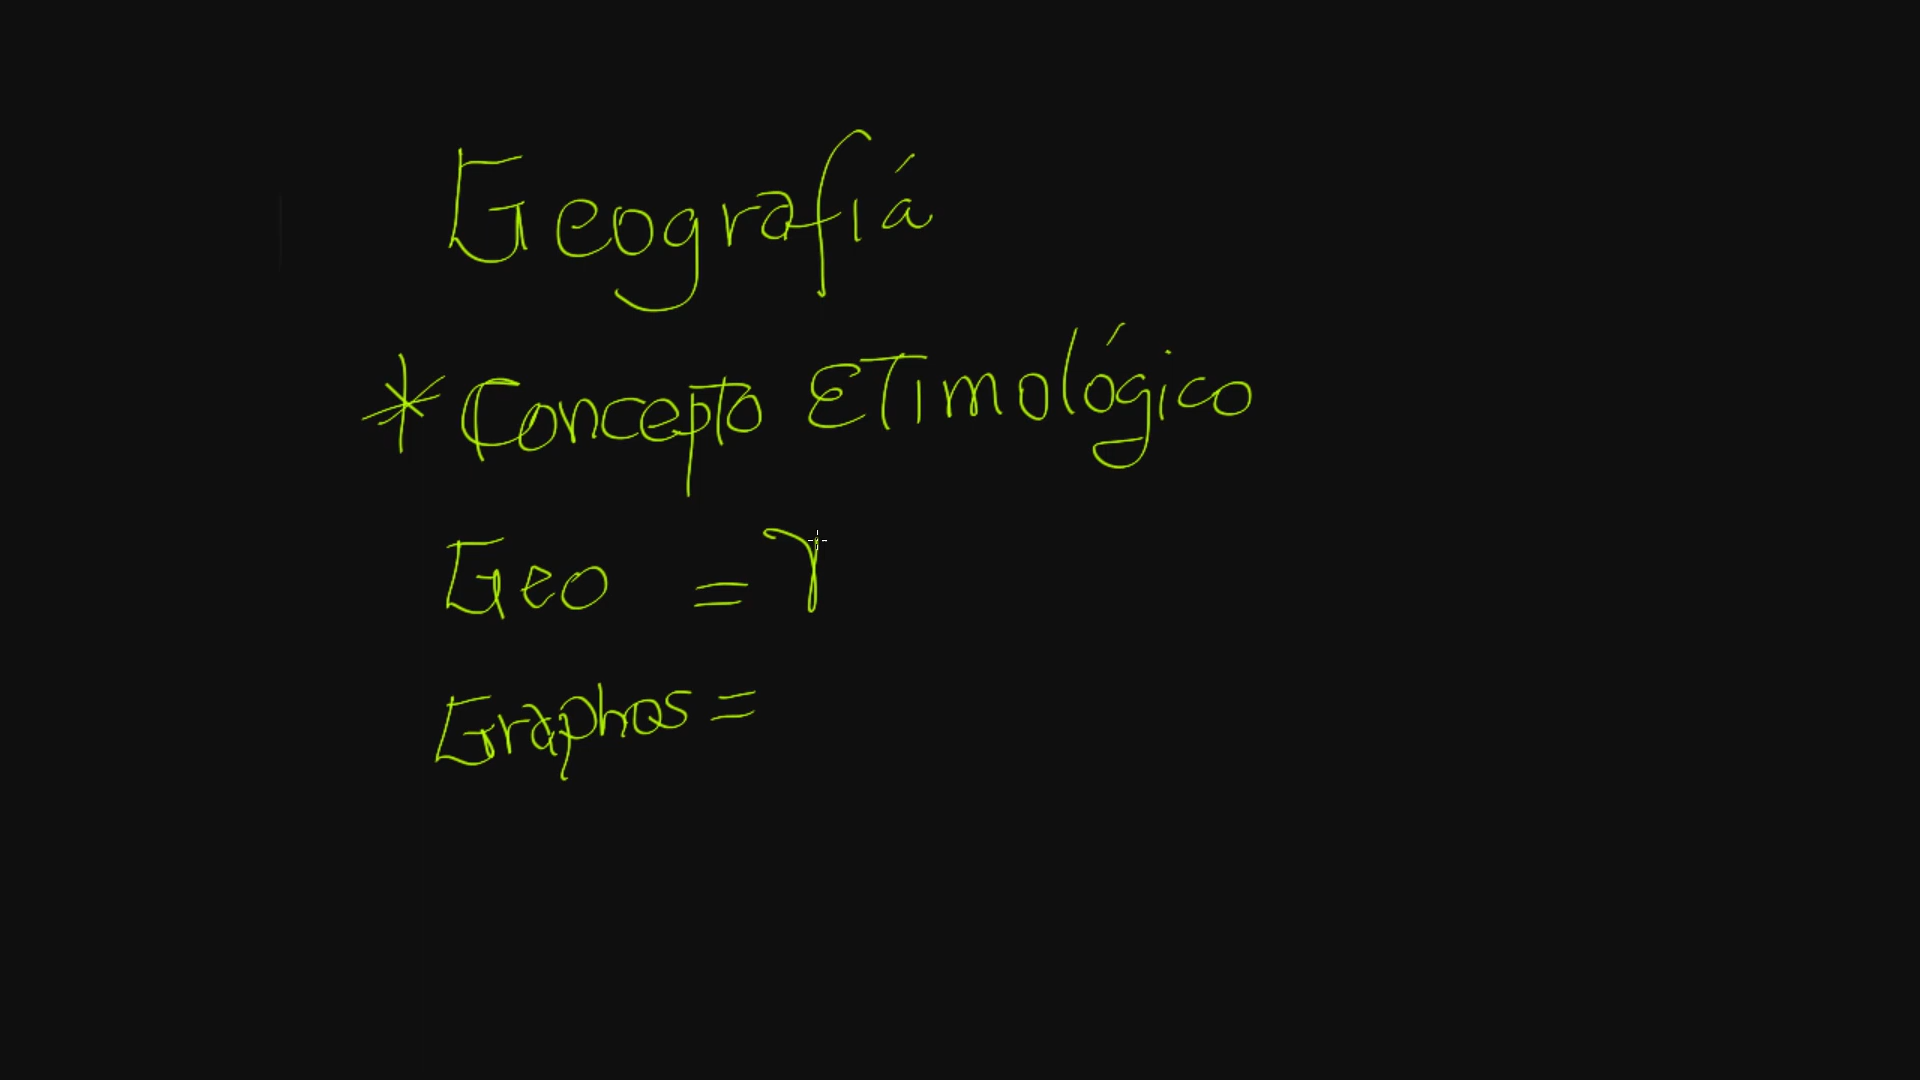 Geografiá
* Concepto ETimológico
Geo =
Graphos =